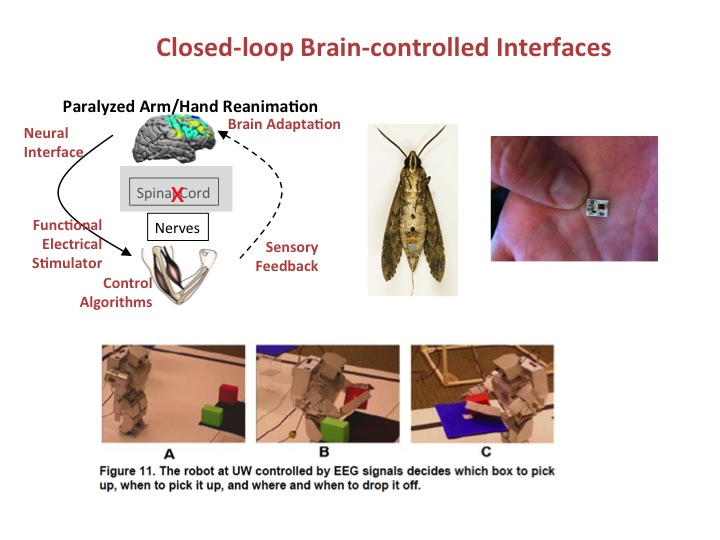 Closed-loop Brain-controlled Interfaces
Paralyzed Arm/Hand Reanimation
Brain Adaptation
Neural
Interface
Spinal Cord
X
Nerves
Functional
Electrical
Stimulator
Sensory
Feedback
Control
Algorithms
A
B
C
Figure 11. The robot at UW controlled by EEG signals decides which box to pick
up, when to pick it up, and where and when to drop it off.